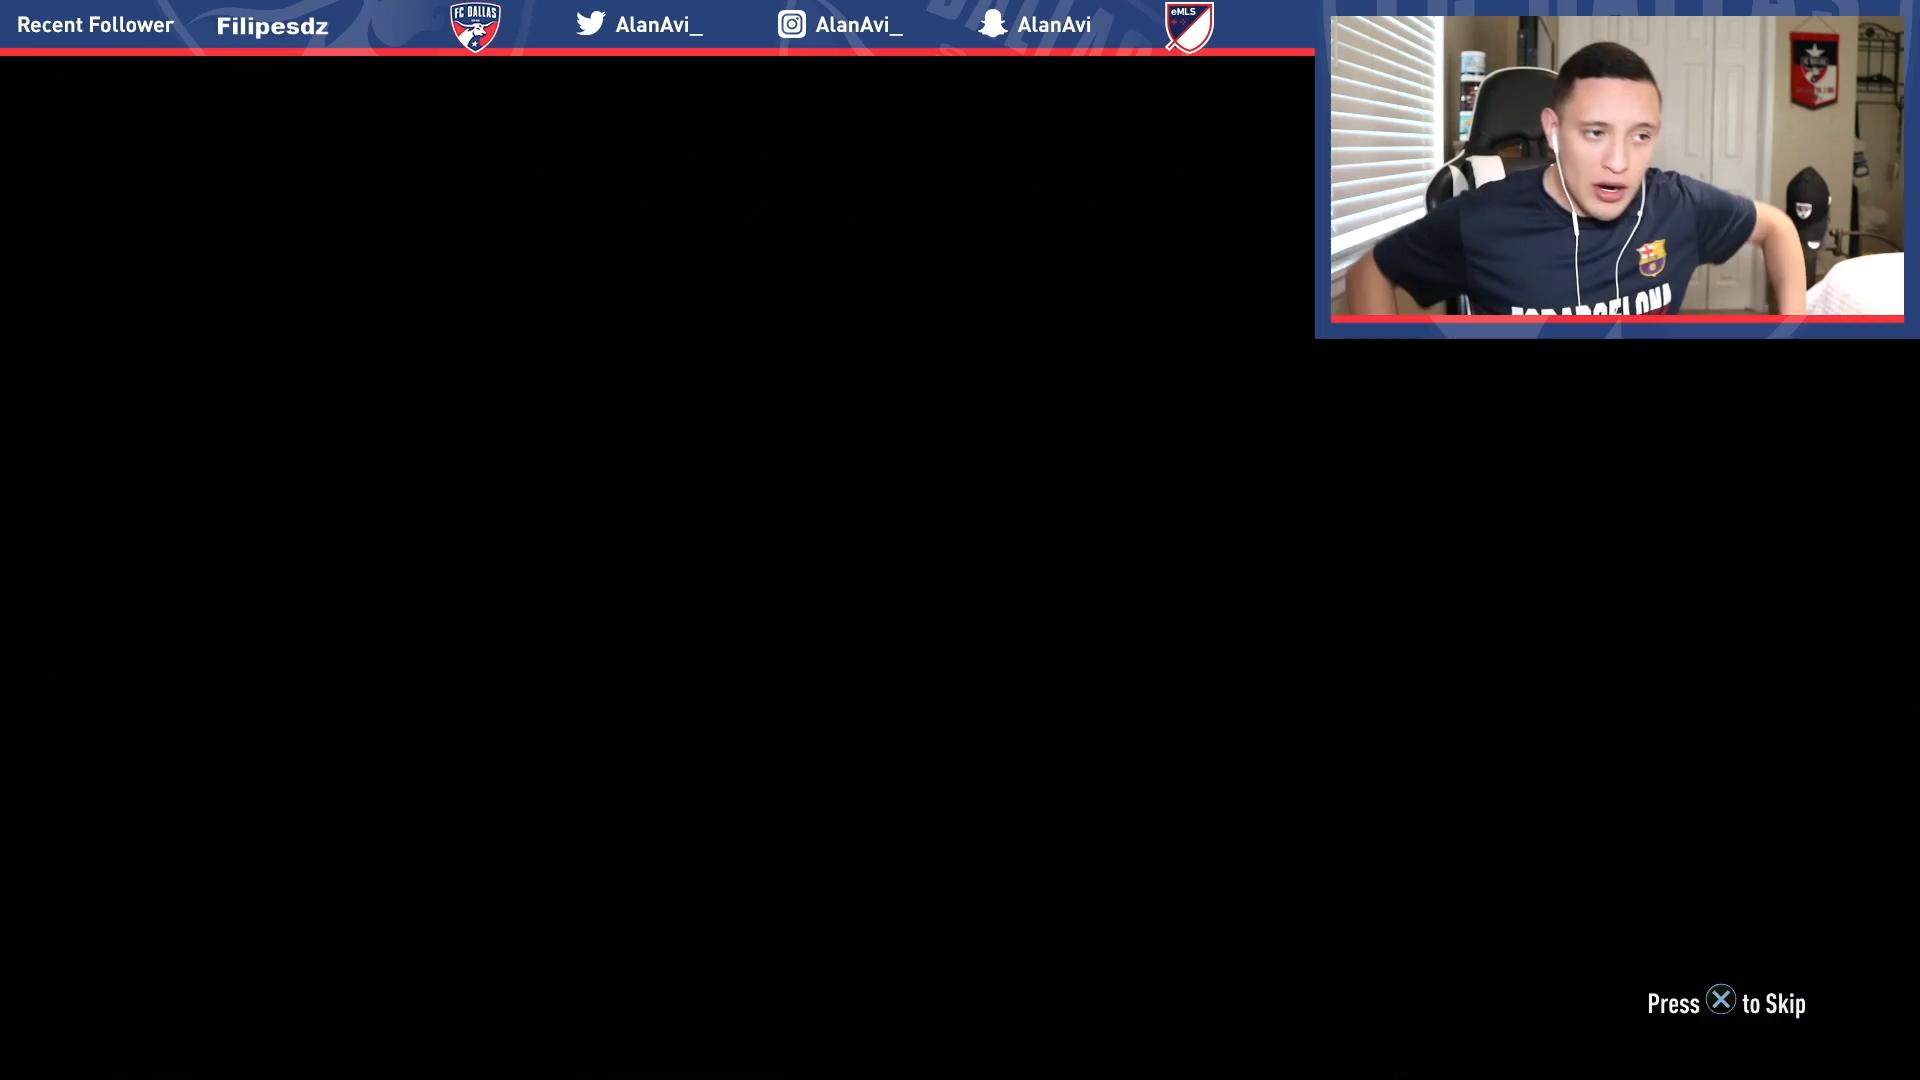 Recent Follower Filipesdz FC DALLAS AlanAvi_ AlanAvi_ AlanAvi eMLS
Press to Skip